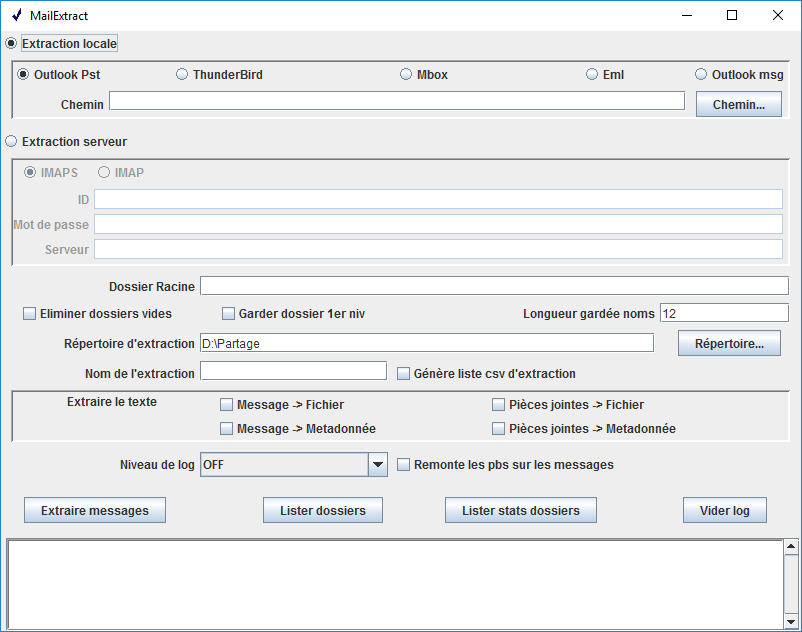 MailExtract
Extraction locale
Outlook Pst ThunderBird Mbox Eml Outlook msg
Chemin Chemin...
Extraction serveur
IMAPS IMAP
ID
Mot de passe
Serveur
Dossier Racine
Eliminer dossiers vides Garder dossier 1er niv Longueur gardée noms 12
Répertoire d'extraction D:\Partage Répertoire...
Nom de l'extraction Génère liste csv d'extraction
Extraire le texte Message -> Fichier Pièces jointes -> Fichier
Message -> Metadonnée Pièces jointes -> Metadonnée
Niveau de log OFF Remonte les pbs sur les messages
Extraire messages Lister dossiers Lister stats dossiers Vider log